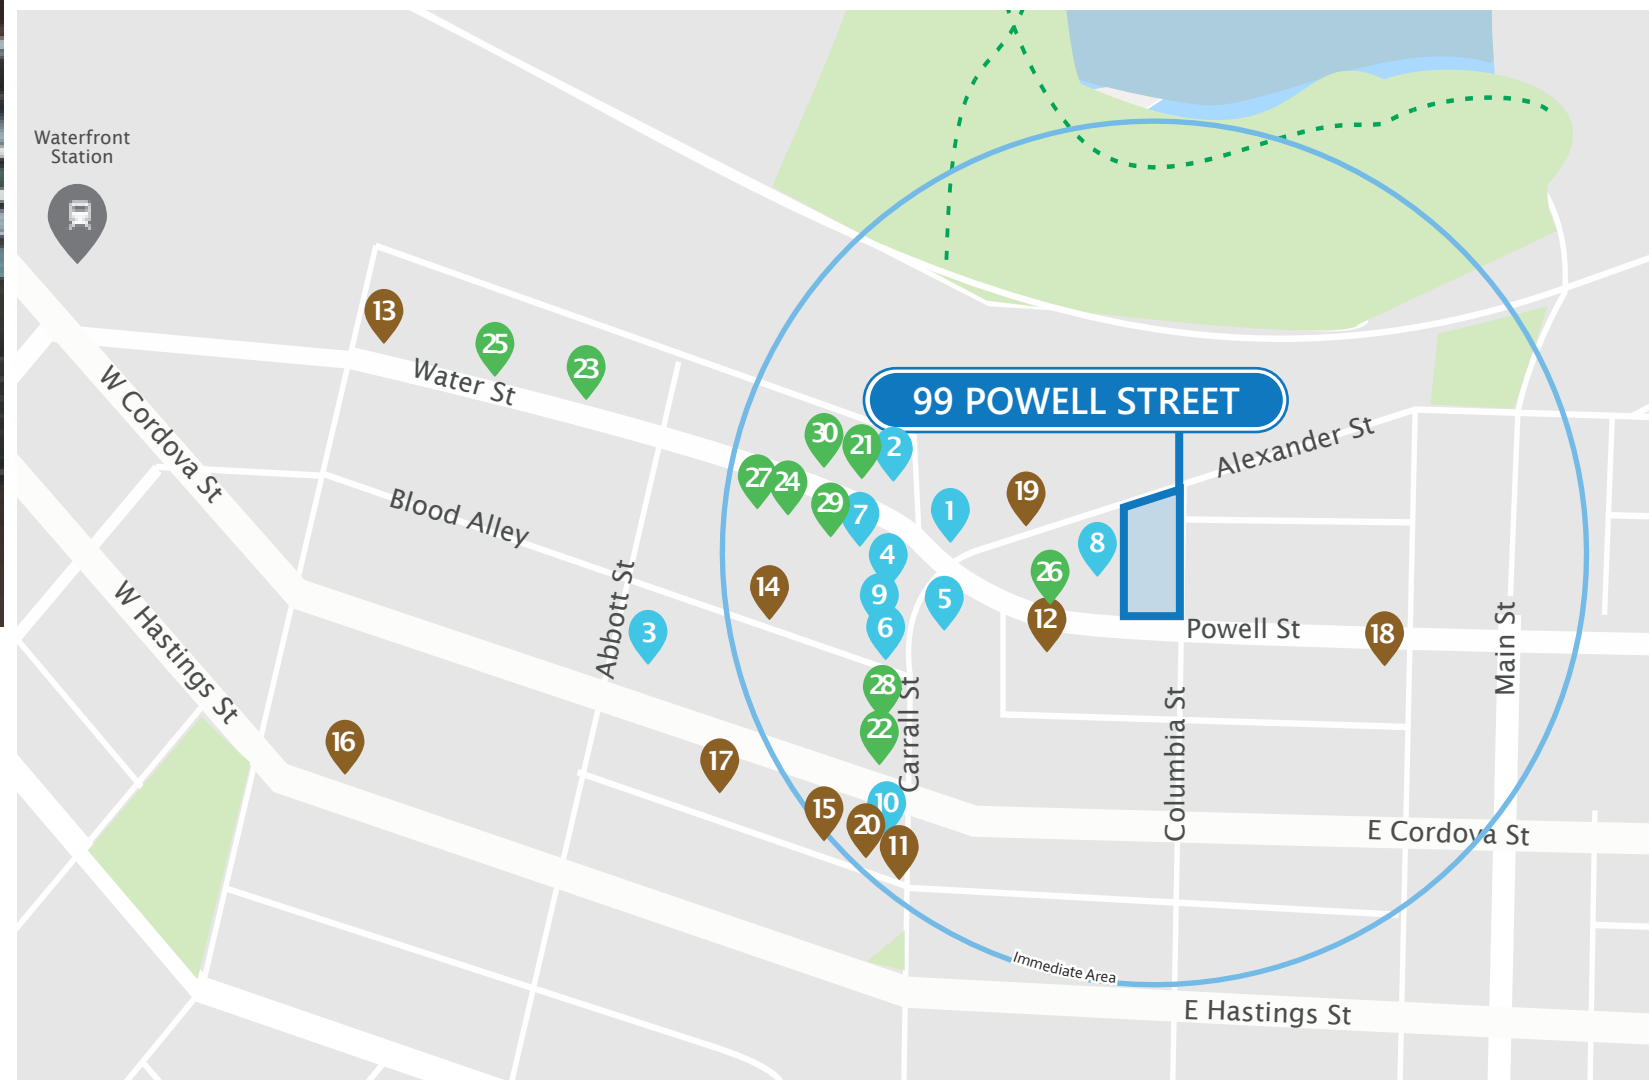 Waterfront
Station
13
25
23
Water St
W Cordova St
99 POWELL STREET
Alexander St
30
21
2
27
24
29
7
1
19
Blood Alley
4
8
26
9
5
14
12
6
3
Abbott St
Powell St
18
Main St
W Hastings St
28
22
Carrall St
Columbia St
16
17
15
10
20
11
E Cordova St
Immediate Area
E Hastings St